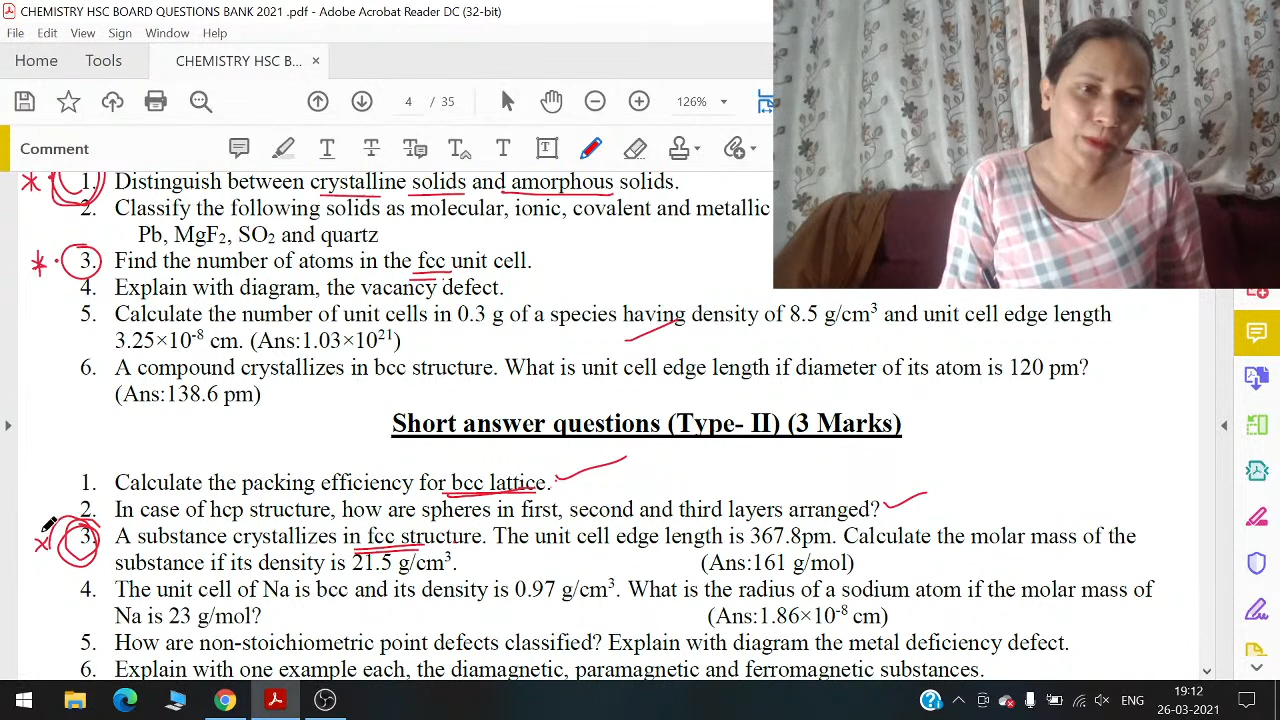 CHEMISTRY HSC BOARD QUESTIONS BANK 2021 .pdf - Adobe Acrobat Reader DC (32-bit)
File Edit View Sign Window Help
Home Tools CHEMISTRY HSC B... ×
4 / 35 126%
Comment
1. Distinguish between crystalline solids and amorphous solids.
2. Classify the following solids as molecular, ionic, covalent and metallic
Pb, MgF₂, SO₂ and quartz
3. Find the number of atoms in the fcc unit cell.
4. Explain with diagram, the vacancy defect.
5. Calculate the number of unit cells in 0.3 g of a species having density of 8.5 g/cm³ and unit cell edge length
3.25×10⁻⁸ cm. (Ans:1.03×10²¹)
6. A compound crystallizes in bcc structure. What is unit cell edge length if diameter of its atom is 120 pm?
(Ans:138.6 pm)
Short answer questions (Type- II) (3 Marks)
1. Calculate the packing efficiency for bcc lattice.
2. In case of hcp structure, how are spheres in first, second and third layers arranged?
3. A substance crystallizes in fcc structure. The unit cell edge length is 367.8pm. Calculate the molar mass of the
substance if its density is 21.5 g/cm³. (Ans:161 g/mol)
4. The unit cell of Na is bcc and its density is 0.97 g/cm³. What is the radius of a sodium atom if the molar mass of
Na is 23 g/mol? (Ans:1.86×10⁻⁸ cm)
5. How are non-stoichiometric point defects classified? Explain with diagram the metal deficiency defect.
6. Explain with one example each, the diamagnetic, paramagnetic and ferromagnetic substances.
ENG
19:12
26-03-2021